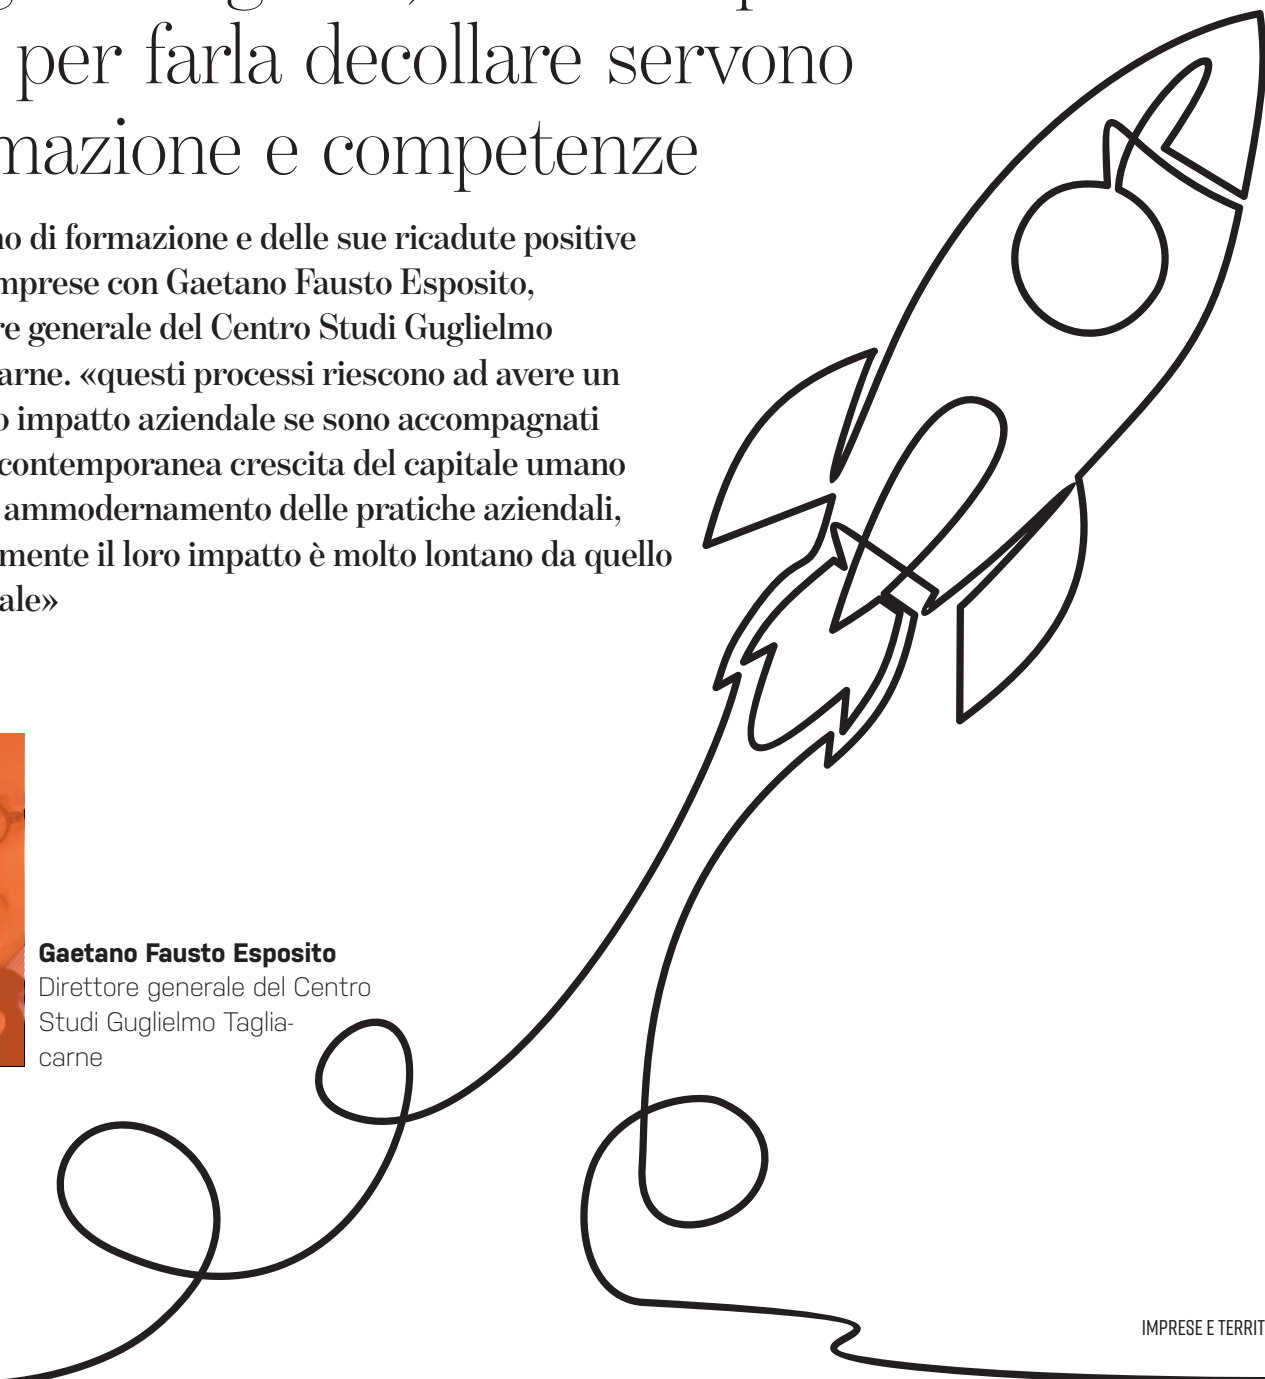 per farla decollare servono
mazione e competenze
no di formazione e delle sue ricadute positive
mprese con Gaetano Fausto Esposito,
re generale del Centro Studi Guglielmo
arne. «questi processi riescono ad avere un
o impatto aziendale se sono accompagnati
contemporanea crescita del capitale umano
ammodernamento delle pratiche aziendali,
mente il loro impatto è molto lontano da quello
ale»
Gaetano Fausto Esposito
Direttore generale del Centro
Studi Guglielmo Taglia-
carne
IMPRESE E TERRIT